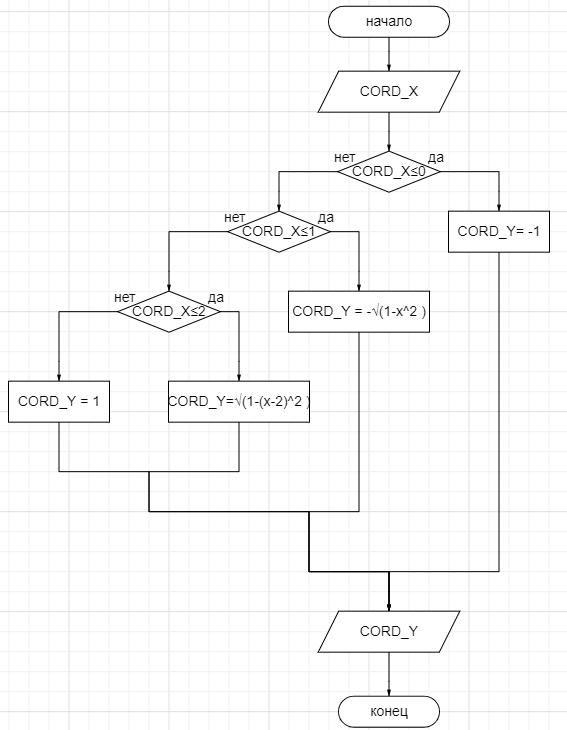 начало
CORD_X
нет
да
CORD_X≤0
нет
да
CORD_X≤1
CORD_Y= -1
нет
да
CORD_X≤2
CORD_Y = -√(1-x^2 )
CORD_Y = 1
CORD_Y=√(1-(x-2)^2 )
CORD_Y
конец